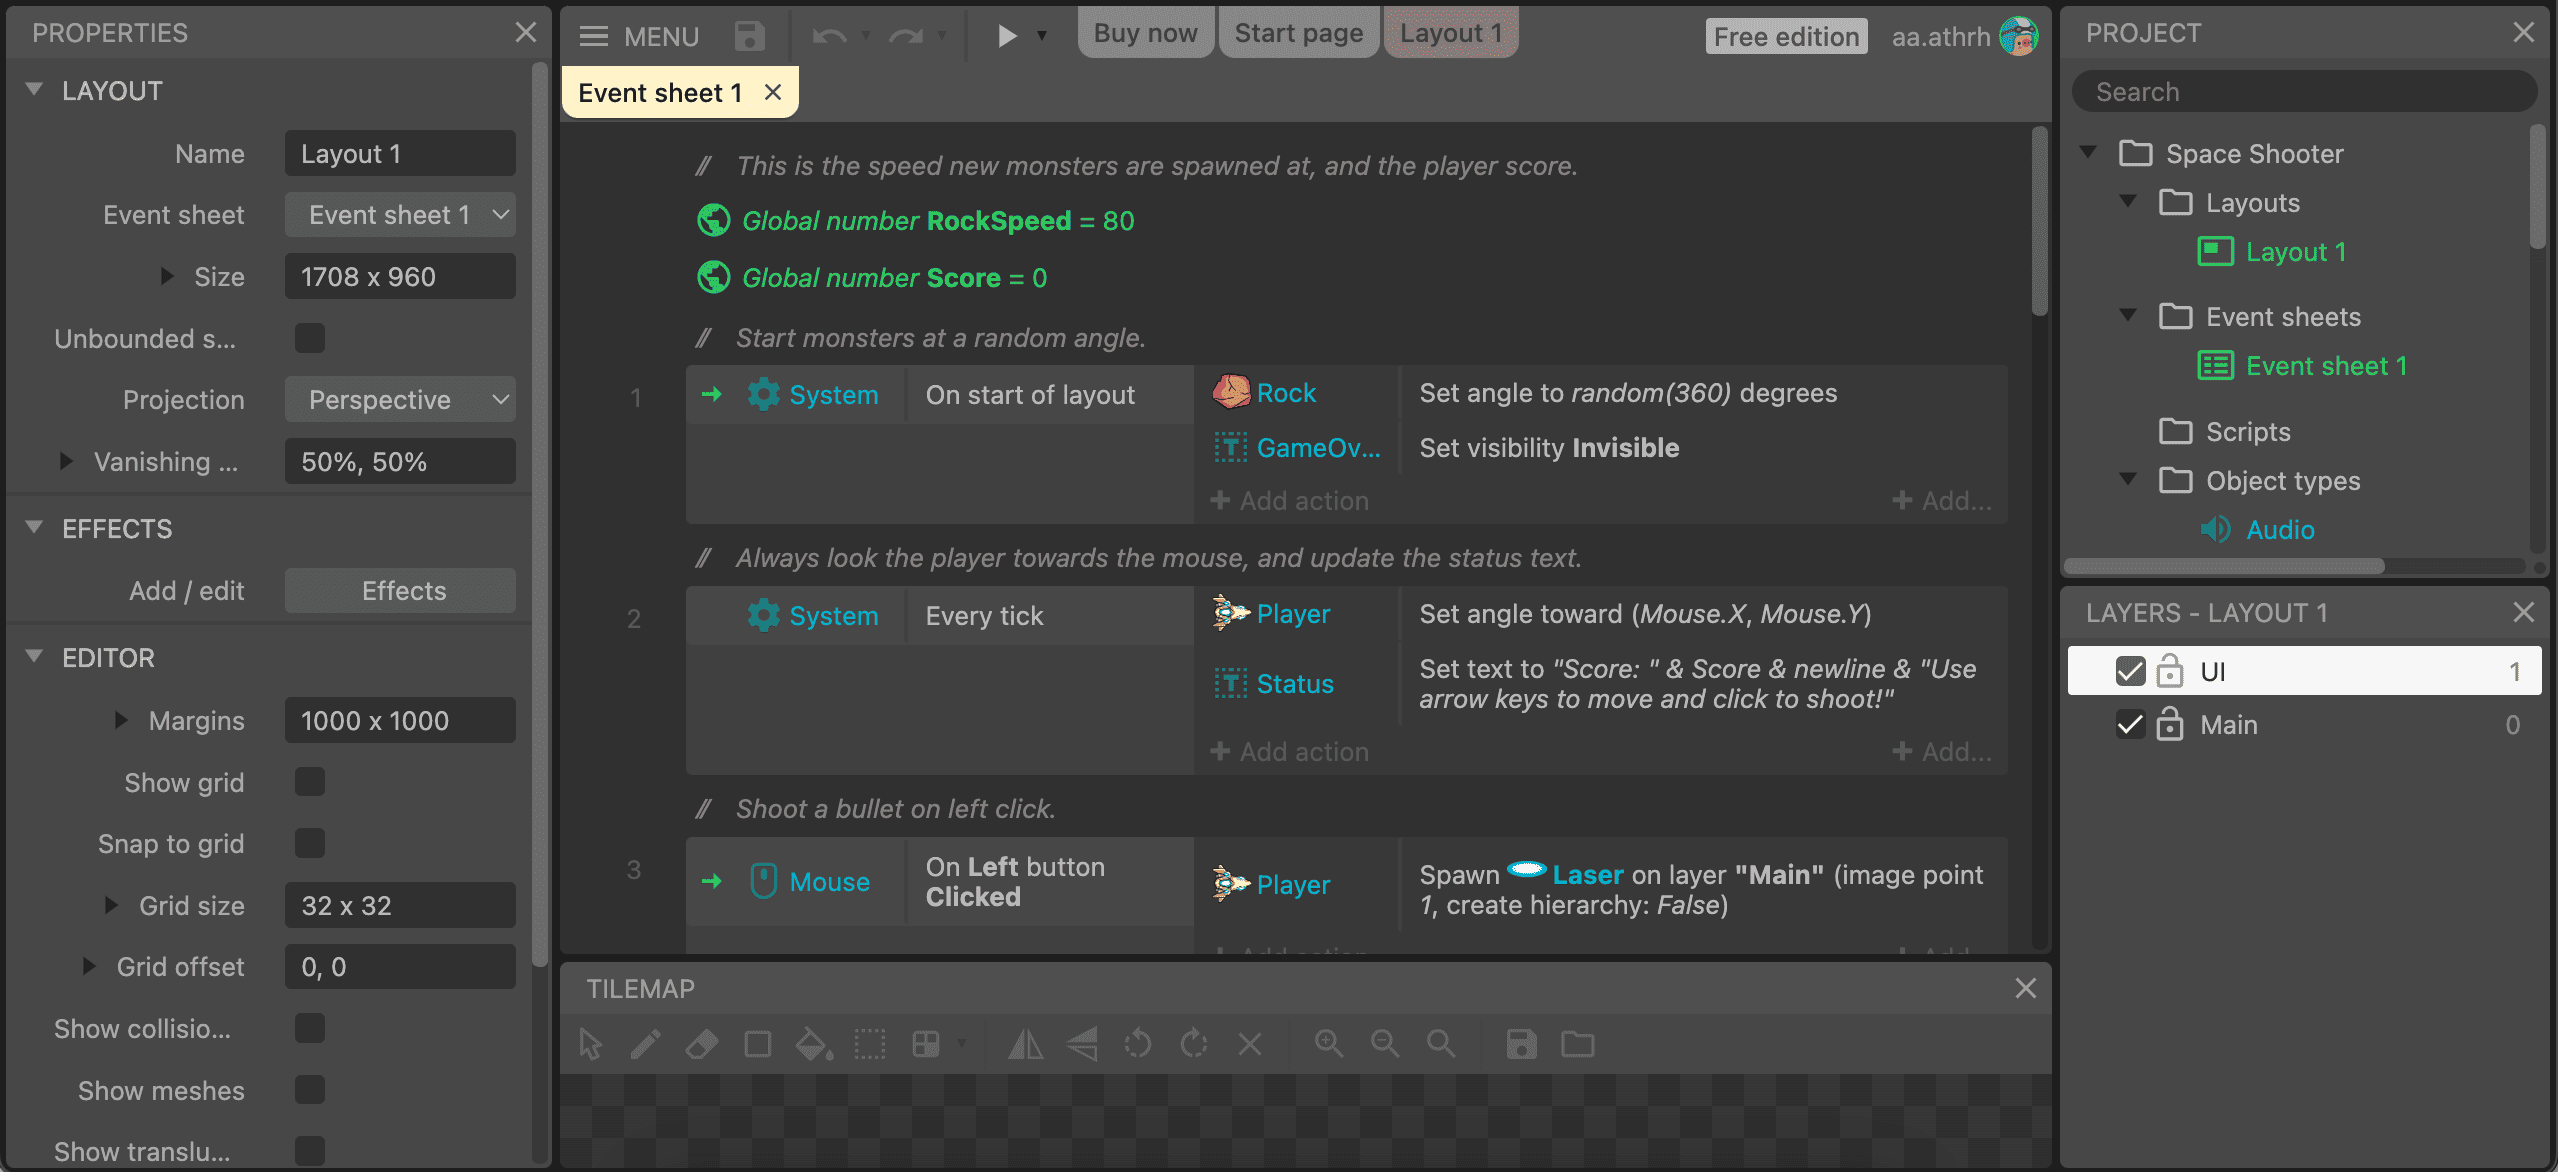 PROPERTIES
LAYOUT
Name Layout 1
Event sheet Event sheet 1
Size 1708 x 960
Unbounded s...
Projection Perspective
Vanishing ... 50%, 50%
EFFECTS
Add / edit Effects
EDITOR
Margins 1000 x 1000
Show grid
Snap to grid
Grid size 32 x 32
Grid offset 0, 0
Show collisio...
Show meshes
Show translu...
MENU
Buy now
Start page
Layout 1
Free edition
aa.athrh
Event sheet 1
// This is the speed new monsters are spawned at, and the player score.
Global number RockSpeed = 80
Global number Score = 0
// Start monsters at a random angle.
1 System On start of layout Rock Set angle to random(360) degrees
GameOv... Set visibility Invisible
+ Add action + Add...
// Always look the player towards the mouse, and update the status text.
2 System Every tick Player Set angle toward (Mouse.X, Mouse.Y)
Status Set text to "Score: " & Score & newline & "Use
arrow keys to move and click to shoot!"
+ Add action + Add...
// Shoot a bullet on left click.
3 Mouse On Left button
Clicked
Player Spawn Laser on layer "Main" (image point
1, create hierarchy: False)
+ Add action + Add...
TILEMAP
PROJECT
Search
Space Shooter
Layouts
Layout 1
Event sheets
Event sheet 1
Scripts
Object types
Audio
LAYERS - LAYOUT 1
UI 1
Main 0